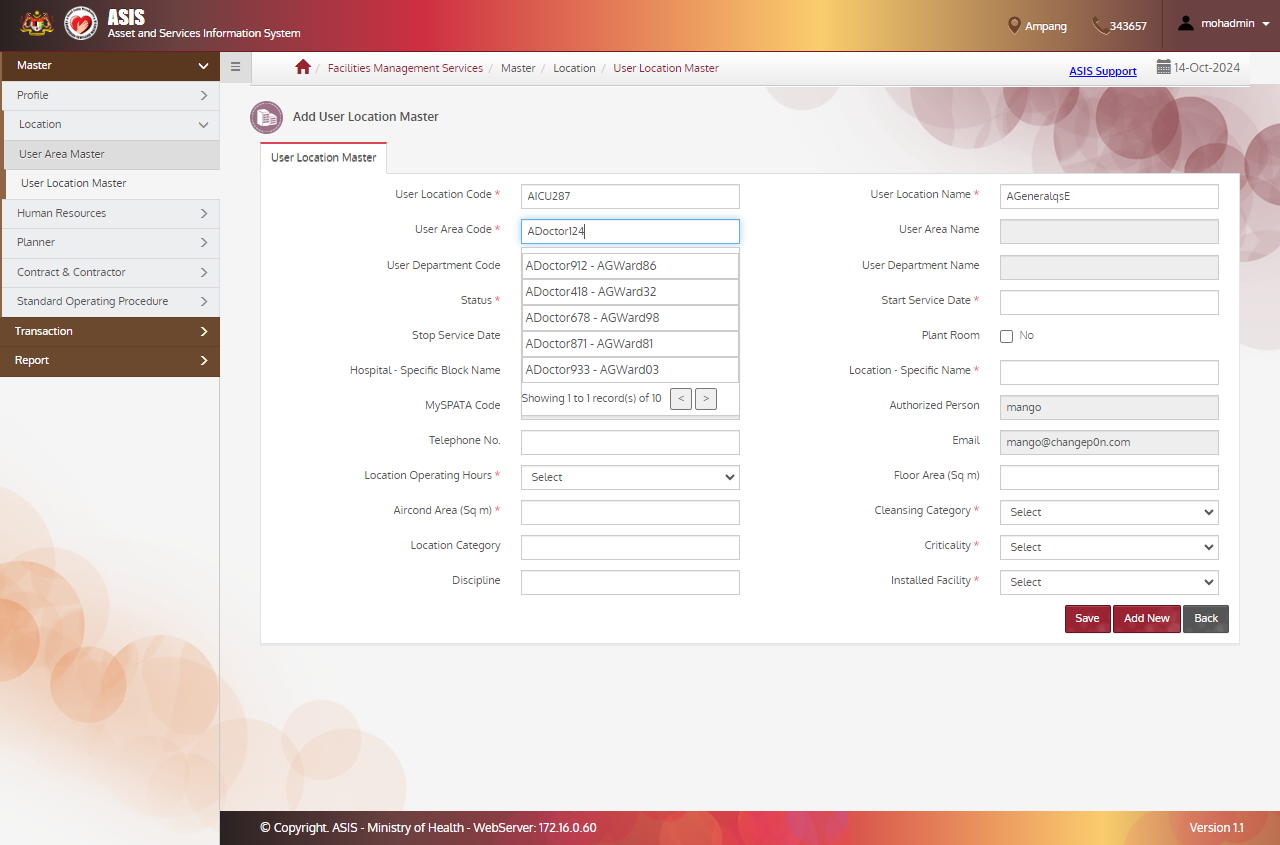 ASIS
Asset and Services Information System
Ampang
343657
mohadmin
Master
Profile
Location
User Area Master
User Location Master
Human Resources
Planner
Contract & Contractor
Standard Operating Procedure
Transaction
Report
/ Facilities Management Services / Master / Location / User Location Master
ASIS Support
14-Oct-2024
Add User Location Master
User Location Master
User Location Code * AICU287
User Location Name * AGeneralqsE
User Area Code * ADoctor124
User Area Name
User Department Code
ADoctor912 - AGWard86
ADoctor418 - AGWard32
ADoctor678 - AGWard98
ADoctor871 - AGWard81
ADoctor933 - AGWard03
Showing 1 to 1 record(s) of 10 < >
User Department Name
Status *
Start Service Date *
Stop Service Date
Plant Room No
Hospital - Specific Block Name
Location - Specific Name *
MySPATA Code
Authorized Person mango
Telephone No.
Email mango@changep0n.com
Location Operating Hours * Select
Floor Area (Sq m)
Aircond Area (Sq m) *
Cleansing Category * Select
Location Category
Criticality * Select
Discipline
Installed Facility * Select
Save Add New Back
© Copyright. ASIS - Ministry of Health - WebServer: 172.16.0.60
Version 1.1